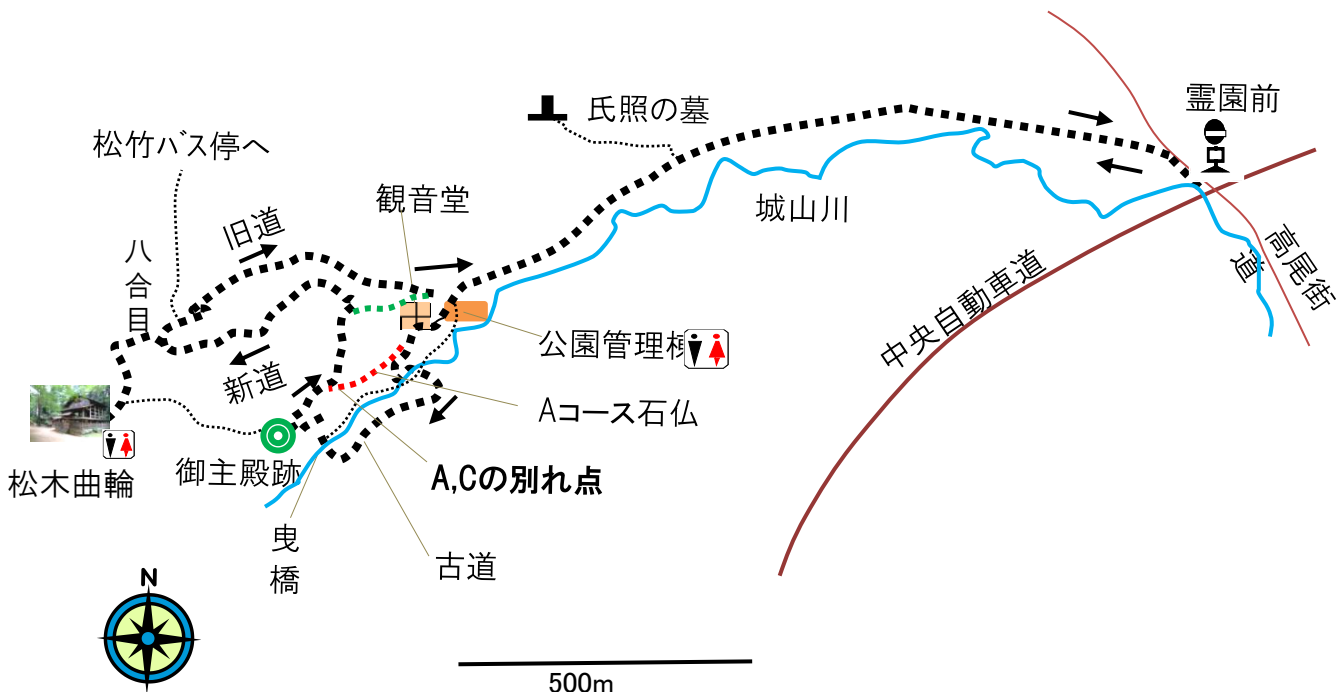 霊園前
氏照の墓
松竹バス停へ
観音堂
城山川
旧道
八合目
高尾街道
中央自動車道
公園管理棟
新道
Aコース石仏
御主殿跡
A,Cの別れ点
松木曲輪
曳橋
古道
N
500m